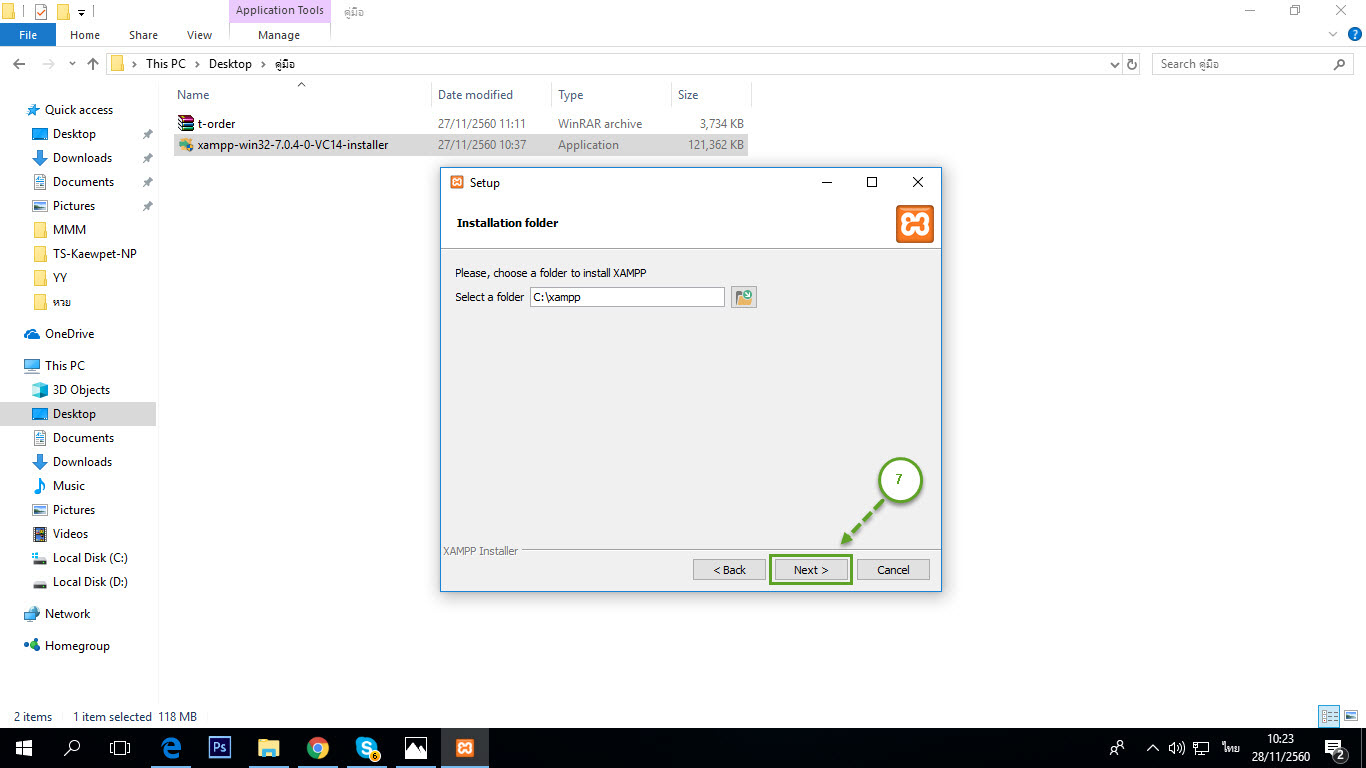 Application Tools
คู่มือ
File
Home
Share
View
Manage
This PC
Desktop
คู่มือ
Search คู่มือ
Name
Date modified
Type
Size
t-order
27/11/2560 11:11
WinRAR archive
3,734 KB
xampp-win32-7.0.4-0-VC14-installer
27/11/2560 10:37
Application
121,362 KB
Quick access
Desktop
Downloads
Documents
Pictures
MMM
TS-Kaewpet-NP
YY
หวย
OneDrive
This PC
3D Objects
Desktop
Documents
Downloads
Music
Pictures
Videos
Local Disk (C:)
Local Disk (D:)
Network
Homegroup
Setup
Installation folder
Please, choose a folder to install XAMPP
Select a folder
C:\xampp
7
XAMPP Installer
< Back
Next >
Cancel
2 items
1 item selected 118 MB
Ps
6
ไทย
10:23
28/11/2560
2